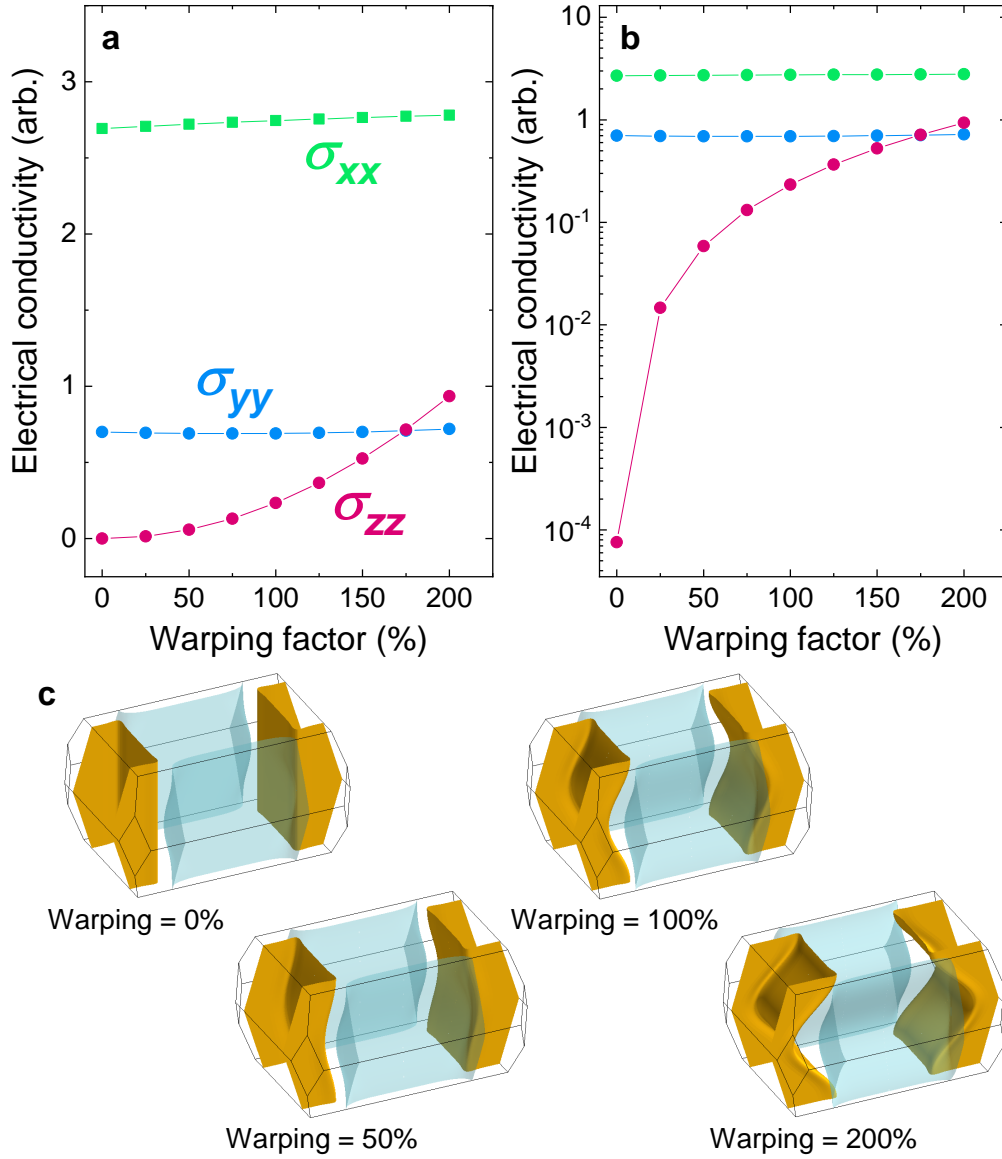 a
Electrical conductivity (arb.)
3
2
1
0
σxx
σyy
σzz
0 50 100 150 200
Warping factor (%)
b
Electrical conductivity (arb.)
10
1
10⁻¹
10⁻²
10⁻³
10⁻⁴
0 50 100 150 200
Warping factor (%)
c
Warping = 0%
Warping = 100%
Warping = 50%
Warping = 200%